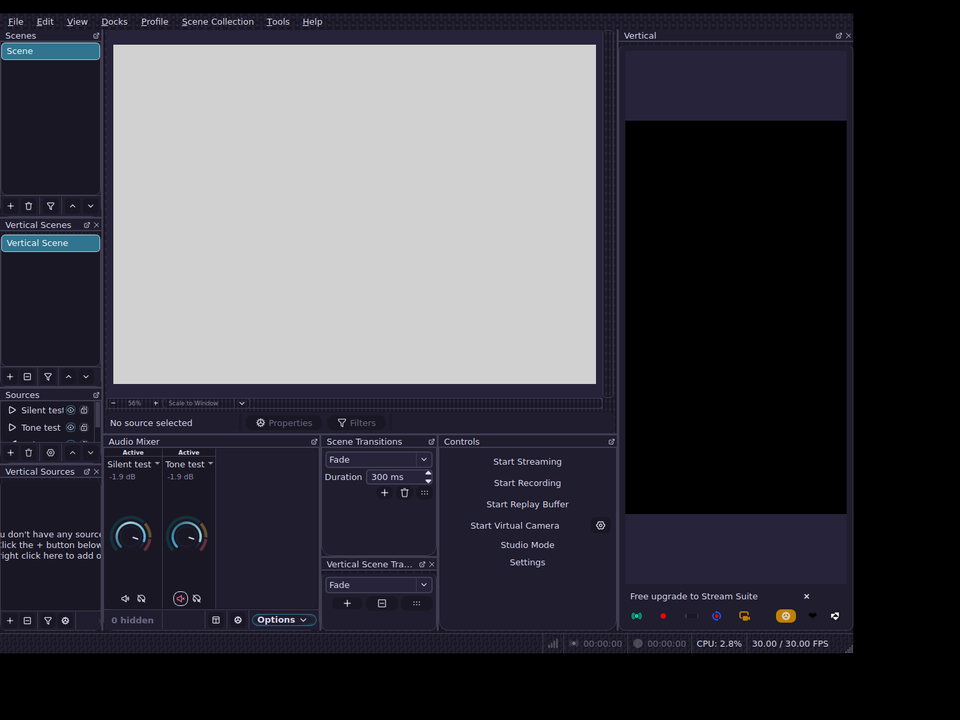 File Edit View Docks Profile Scene Collection Tools Help
Scenes
Scene
Vertical Scenes
Vertical Scene
Sources
Silent test
Tone test
Vertical Sources
u don't have any source
lick the + button below
right click here to add o
56%
Scale to Window
No source selected
Properties
Filters
Audio Mixer
Active
Silent test
-1.9 dB
Active
Tone test
-1.9 dB
0 hidden
Options
Scene Transitions
Fade
Duration
300 ms
Vertical Scene Tra...
Fade
Controls
Start Streaming
Start Recording
Start Replay Buffer
Start Virtual Camera
Studio Mode
Settings
Vertical
Free upgrade to Stream Suite
00:00:00
00:00:00
CPU: 2.8%
30.00 / 30.00 FPS